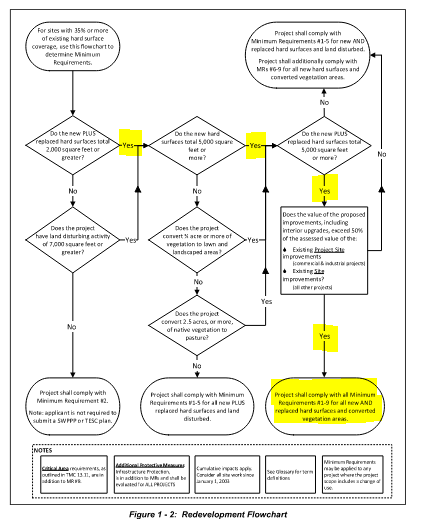 For sites with 35% or more
of existing hard surface
coverage, use this flowchart to
determine Minimum
Requirements.
Project shall comply with
Minimum Requirements #1-5 for new AND
replaced hard surfaces and land disturbed.
Project shall additionally comply with
MRs #6-9 for all new hard surfaces and
converted vegetation areas.
No
Do the new PLUS
replaced hard surfaces total
2,000 square feet or
greater?
Yes
Do the new hard
surfaces total 5,000 square
feet or
more?
Yes
Do the new PLUS
replaced hard surfaces total
5,000 square feet
or more?
No
No
No
Yes
Does the project
have land disturbing activity
of 7,000 square feet or
greater?
Yes
Does the project
convert ¾ acre or more of
vegetation to lawn and
landscaped areas?
Yes
Does the value of the proposed
improvements, including
interior upgrades, exceed 50%
of the assessed value of the:
Existing Project Site
improvements
(commercial & industrial projects)
Existing Site
improvements?
(all other projects)
No
Does the project
convert 2.5 acres, or more,
of native vegetation to
pasture?
Yes
No
No
Yes
Project shall comply with
Minimum Requirement #2.
Note: applicant is not required to
submit a SWPPP or TESC plan.
Project shall comply with Minimum
Requirements #1-5 for all new PLUS
replaced hard surfaces and land
disturbed.
Project shall comply with all Minimum
Requirements #1-9 for all new AND
replaced hard surfaces and converted
vegetation areas.
NOTES
Critical Area requirements, as
outlined in TMC 13.11, are in
addition to MR #9.
Additional Protective Measures
Infrastructure Protection,
is in addition to MRs and shall be
evaluated for ALL PROJECTS
Cumulative impacts apply.
Consider all site work since
January 1, 2003.
See Glossary for term
definitions
Minimum Requirements
may be applied to any
project where the project
scope includes a change of
use.
Figure 1 - 2: Redevelopment Flowchart